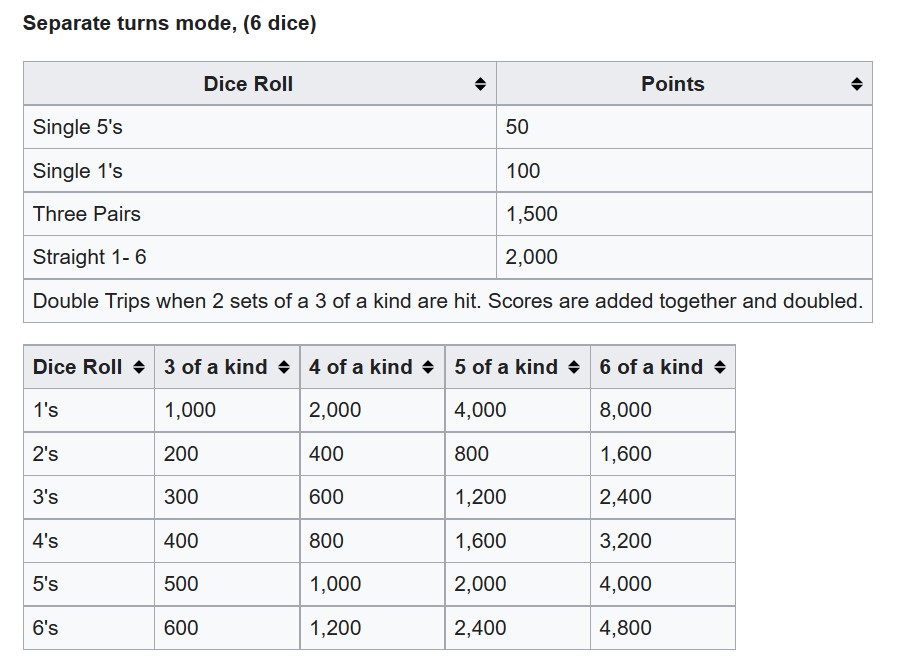 Separate turns mode, (6 dice)
Dice Roll Points
Single 5's 50
Single 1's 100
Three Pairs 1,500
Straight 1- 6 2,000
Double Trips when 2 sets of a 3 of a kind are hit. Scores are added together and doubled.
Dice Roll 3 of a kind 4 of a kind 5 of a kind 6 of a kind
1's 1,000 2,000 4,000 8,000
2's 200 400 800 1,600
3's 300 600 1,200 2,400
4's 400 800 1,600 3,200
5's 500 1,000 2,000 4,000
6's 600 1,200 2,400 4,800